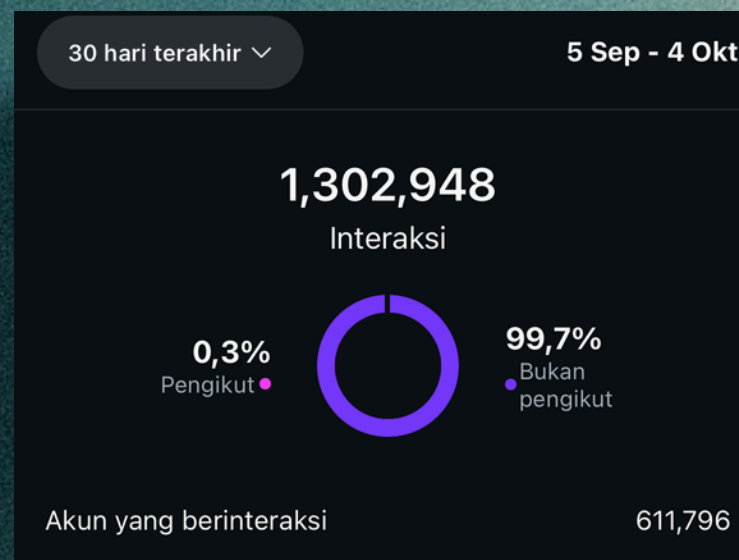 30 hari terakhir
5 Sep - 4 Okt
1,302,948
Interaksi
0,3%
Pengikut
99,7%
Bukan
pengikut
Akun yang berinteraksi
611,796